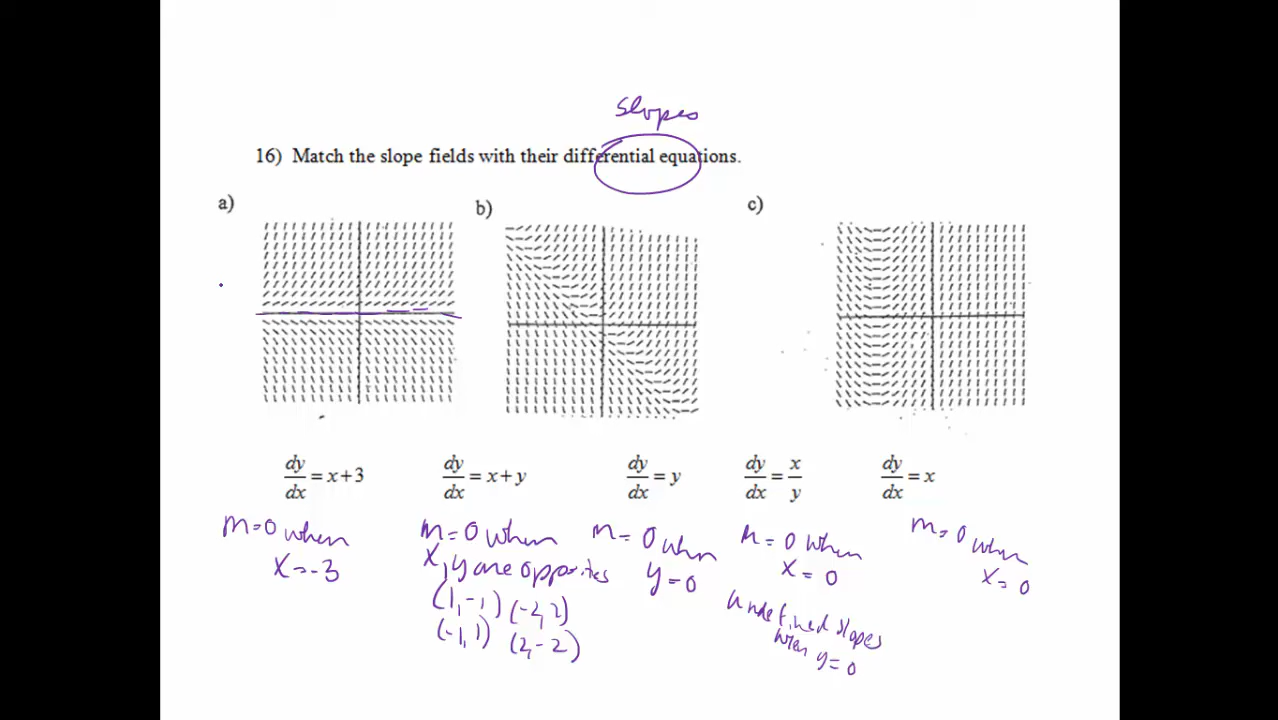 slopes
16) Match the slope fields with their differential equations.
a)
b)
c)
dy/dx = x+3
dy/dx = x+y
dy/dx = y
dy/dx = x/y
dy/dx = x
m=0 when
x=-3
m=0 when
x,y are opposites
(1,-1) (-2,2)
(-1,1) (2,-2)
m=0 when
y=0
m=0 when
x=0
undefined slopes
when y=0
m=0 when
x=0